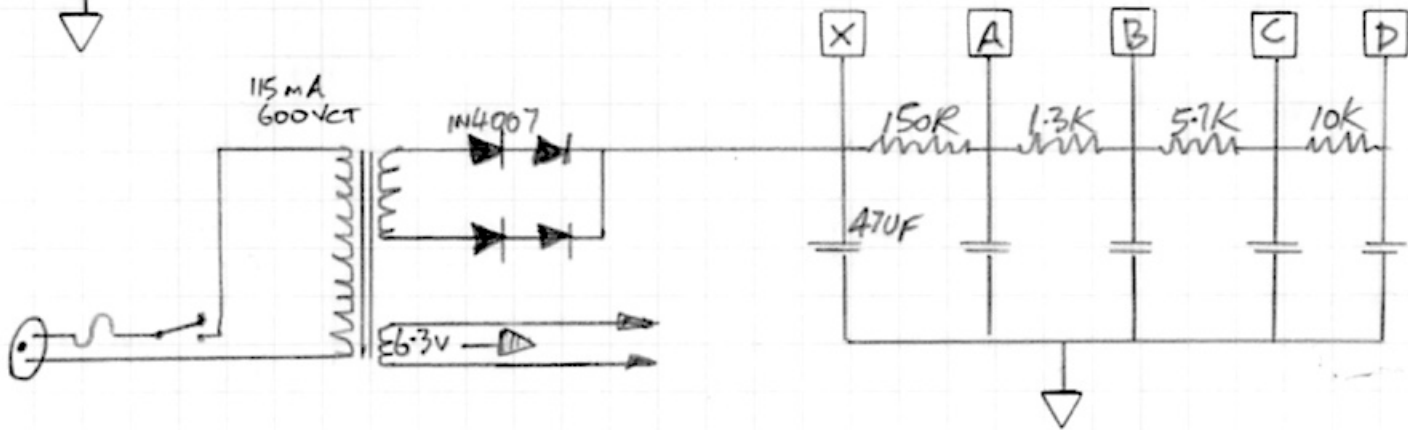 X A B C D
115mA
600VCT
1N4007
150R 1.3K 5.7K 10K
47UF
6.3V